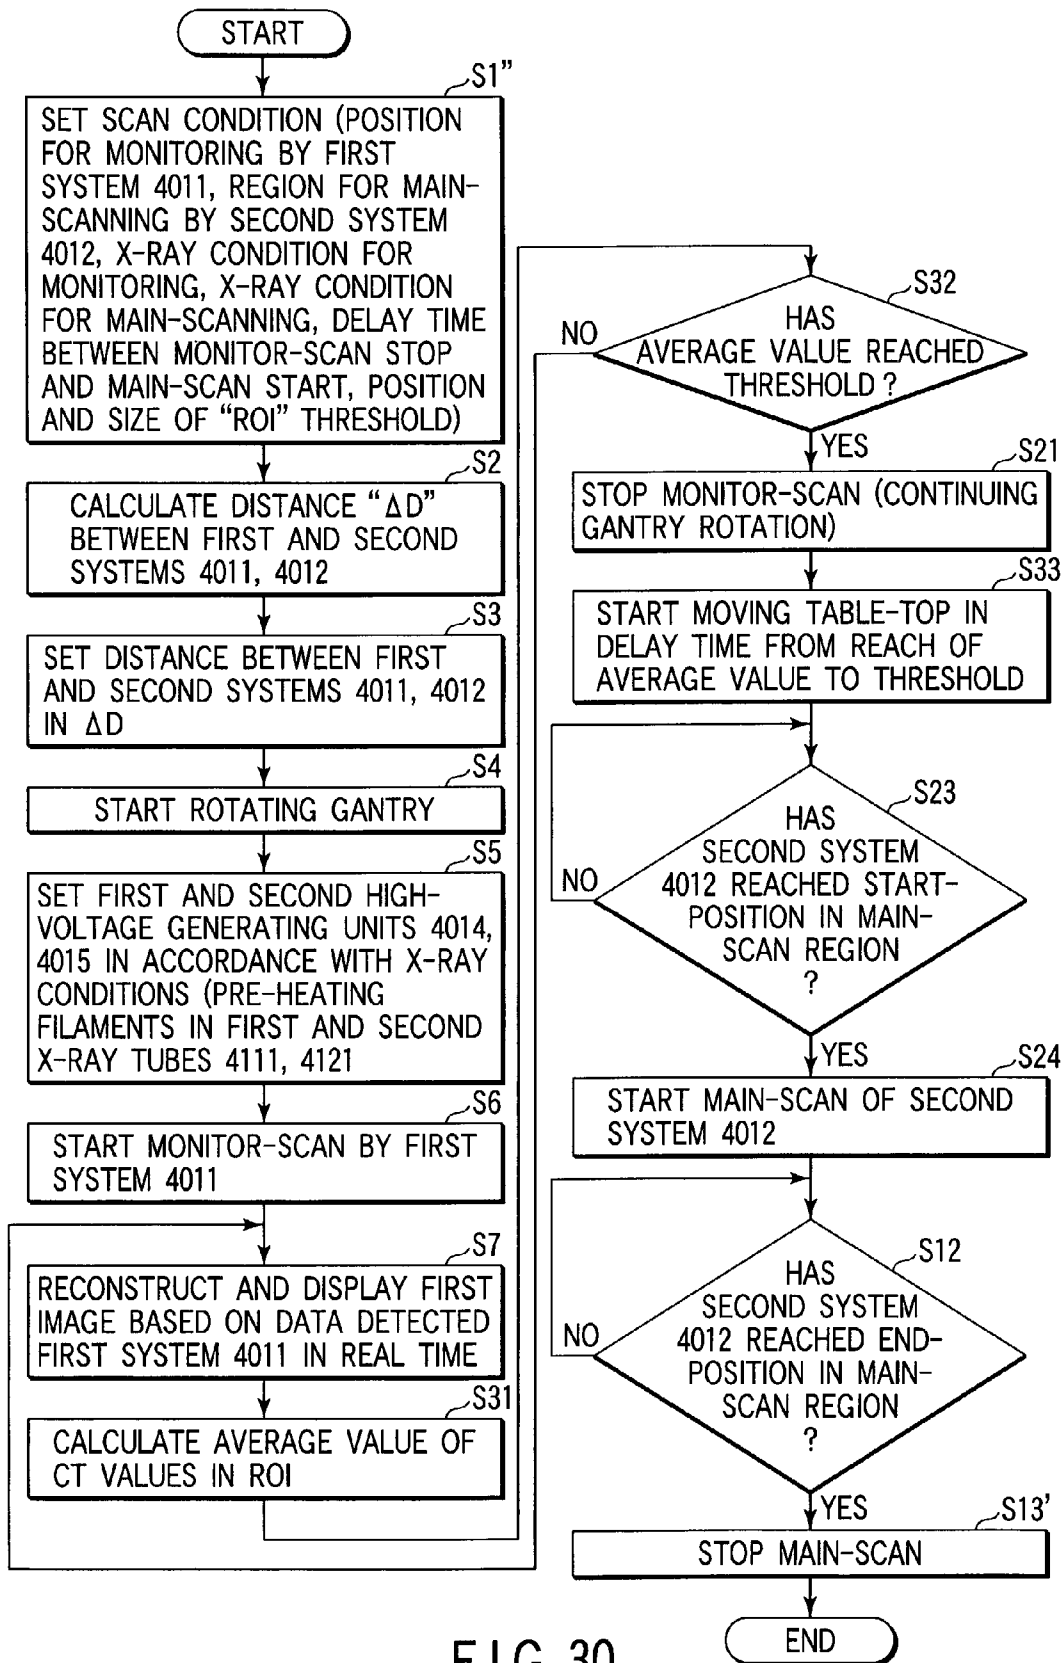 START
S1”
SET SCAN CONDITION (POSITION
FOR MONITORING BY FIRST
SYSTEM 4011, REGION FOR MAIN-
SCANNING BY SECOND SYSTEM
4012, X-RAY CONDITION FOR
MONITORING, X-RAY CONDITION
FOR MAIN-SCANNING, DELAY TIME
BETWEEN MONITOR-SCAN STOP
AND MAIN-SCAN START, POSITION
AND SIZE OF “ROI” THRESHOLD)
S2
CALCULATE DISTANCE “ΔD”
BETWEEN FIRST AND SECOND
SYSTEMS 4011, 4012
S3
SET DISTANCE BETWEEN FIRST
AND SECOND SYSTEMS 4011, 4012
IN ΔD
S4
START ROTATING GANTRY
S5
SET FIRST AND SECOND HIGH-
VOLTAGE GENERATING UNITS 4014,
4015 IN ACCORDANCE WITH X-RAY
CONDITIONS (PRE-HEATING
FILAMENTS IN FIRST AND SECOND
X-RAY TUBES 4111, 4121
S6
START MONITOR-SCAN BY FIRST
SYSTEM 4011
S7
RECONSTRUCT AND DISPLAY FIRST
IMAGE BASED ON DATA DETECTED
FIRST SYSTEM 4011 IN REAL TIME
S31
CALCULATE AVERAGE VALUE OF
CT VALUES IN ROI
S32
HAS
AVERAGE VALUE REACHED
THRESHOLD?
NO
YES
S21
STOP MONITOR-SCAN (CONTINUING
GANTRY ROTATION)
S33
START MOVING TABLE-TOP IN
DELAY TIME FROM REACH OF
AVERAGE VALUE TO THRESHOLD
S23
HAS
SECOND SYSTEM
4012 REACHED START-
POSITION IN MAIN-
SCAN REGION
?
NO
YES
S24
START MAIN-SCAN OF SECOND
SYSTEM 4012
S12
HAS
SECOND SYSTEM
4012 REACHED END-
POSITION IN MAIN-
SCAN REGION
?
NO
YES
S13'
STOP MAIN-SCAN
END
FIG. 30